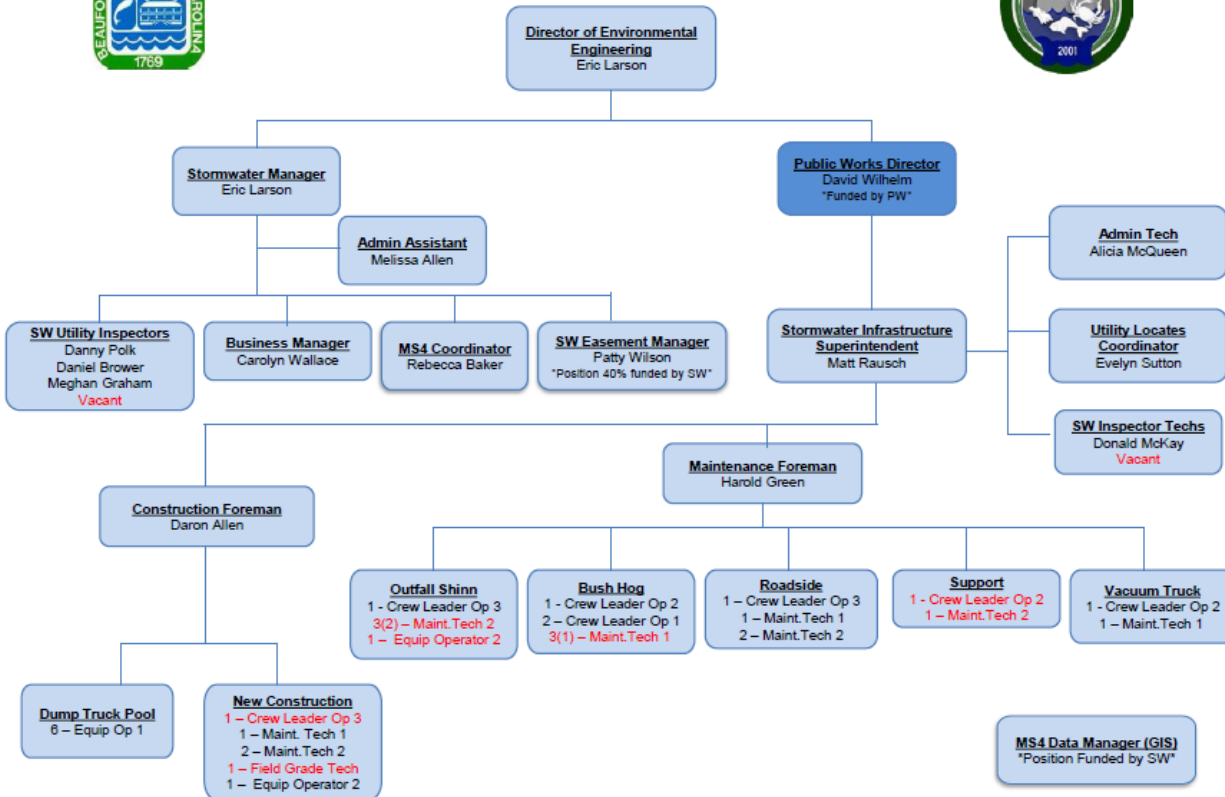 BEAUFO
ROLINA
1769
2001
Director of Environmental
Engineering
Eric Larson
Stormwater Manager
Eric Larson
Public Works Director
David Wilhelm
"Funded by PW"
Admin Assistant
Melissa Allen
Admin Tech
Alicia McQueen
SW Utility Inspectors
Danny Polk
Daniel Brower
Meghan Graham
Vacant
Business Manager
Carolyn Wallace
MS4 Coordinator
Rebecca Baker
SW Easement Manager
Patty Wilson
"Position 40% funded by SW"
Stormwater Infrastructure
Superintendent
Matt Rausch
Utility Locates
Coordinator
Evelyn Sutton
SW Inspector Techs
Donald McKay
Vacant
Maintenance Foreman
Harold Green
Construction Foreman
Daron Allen
Outfall Shinn
1 - Crew Leader Op 3
3(2) – Maint.Tech 2
1 – Equip Operator 2
Bush Hog
1 - Crew Leader Op 2
2 – Crew Leader Op 1
3(1) – Maint.Tech 1
Roadside
1 – Crew Leader Op 3
1 – Maint.Tech 1
2 – Maint.Tech 2
Support
1 - Crew Leader Op 2
1 – Maint.Tech 2
Vacuum Truck
1 - Crew Leader Op 2
1 – Maint.Tech 1
Dump Truck Pool
6 – Equip Op 1
New Construction
1 – Crew Leader Op 3
1 – Maint. Tech 1
2 – Maint.Tech 2
1 – Field Grade Tech
1 – Equip Operator 2
MS4 Data Manager (GIS)
"Position Funded by SW"